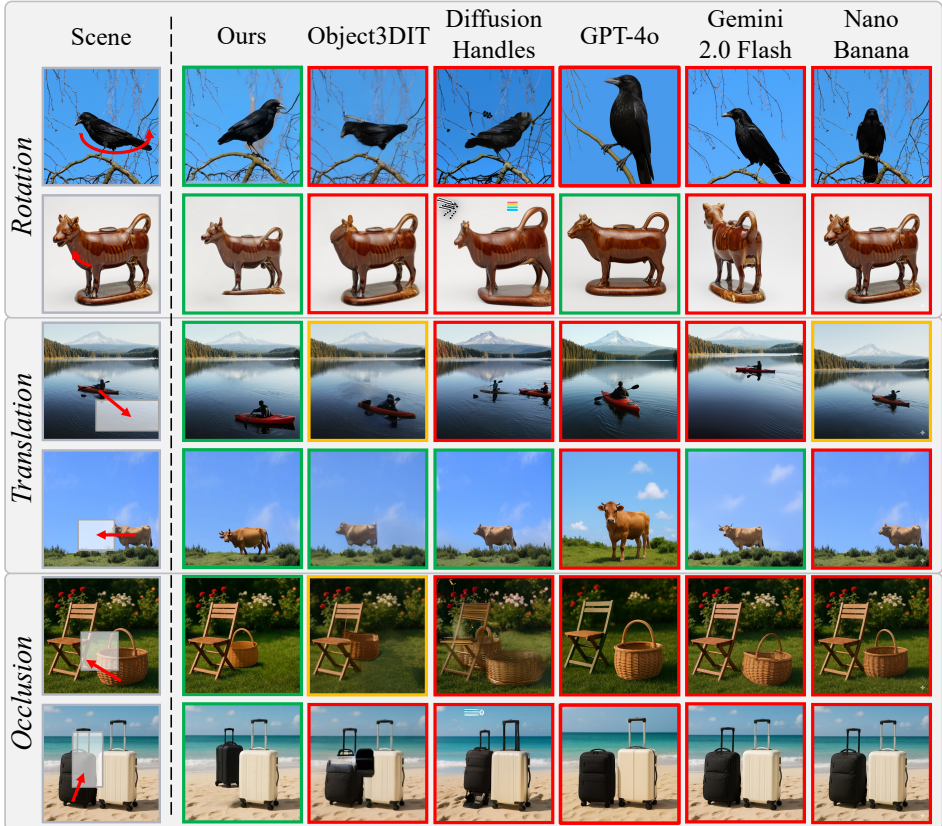 Scene
Ours
Object3DIT
Diffusion
Handles
GPT-4o
Gemini
2.0 Flash
Nano
Banana
Rotation
Translation
Occlusion